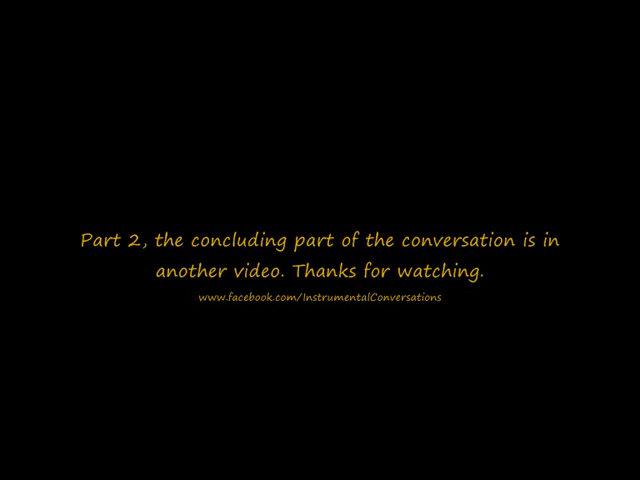 Part 2, the concluding part of the conversation is in
another video. Thanks for watching.
www.facebook.com/InstrumentalConversations